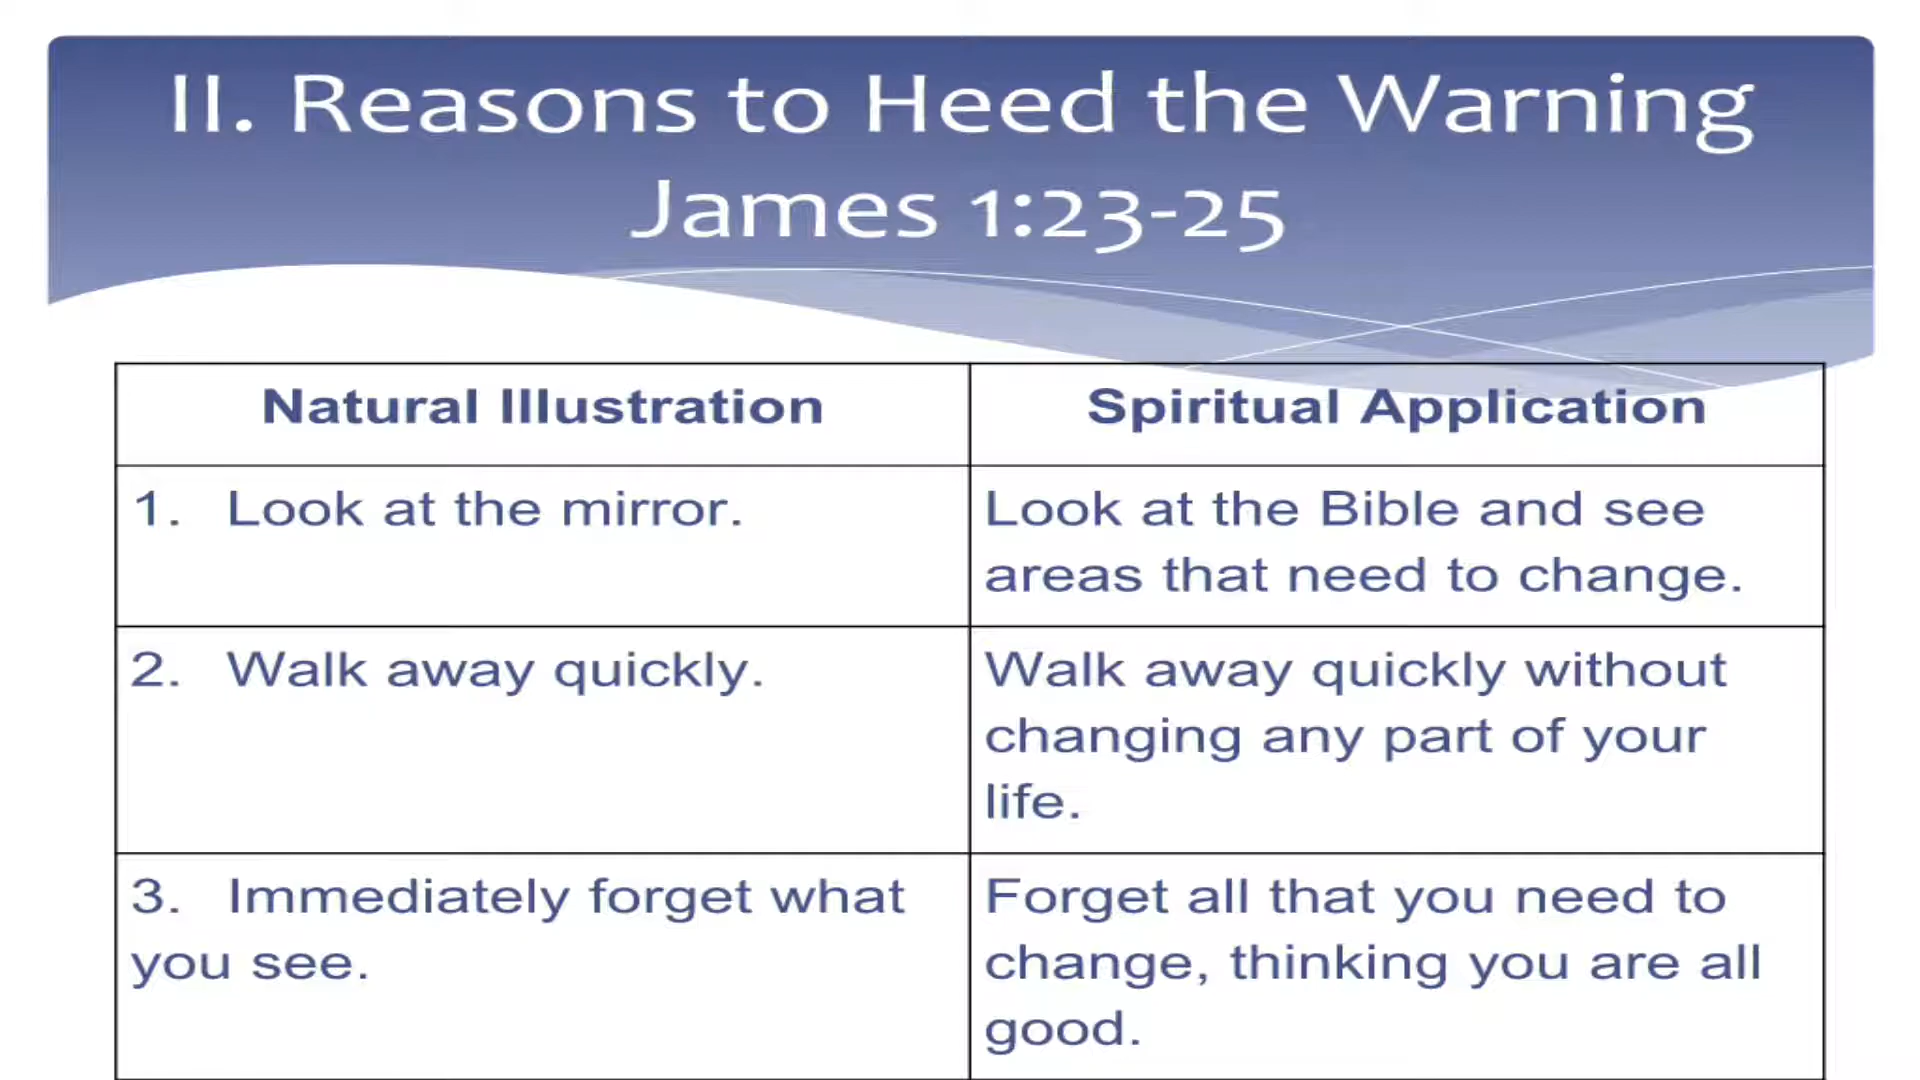 II. Reasons to Heed the Warning
James 1:23-25
Natural Illustration
Spiritual Application
1. Look at the mirror.
Look at the Bible and see
areas that need to change.
2. Walk away quickly.
Walk away quickly without
changing any part of your
life.
3. Immediately forget what
you see.
Forget all that you need to
change, thinking you are all
good.